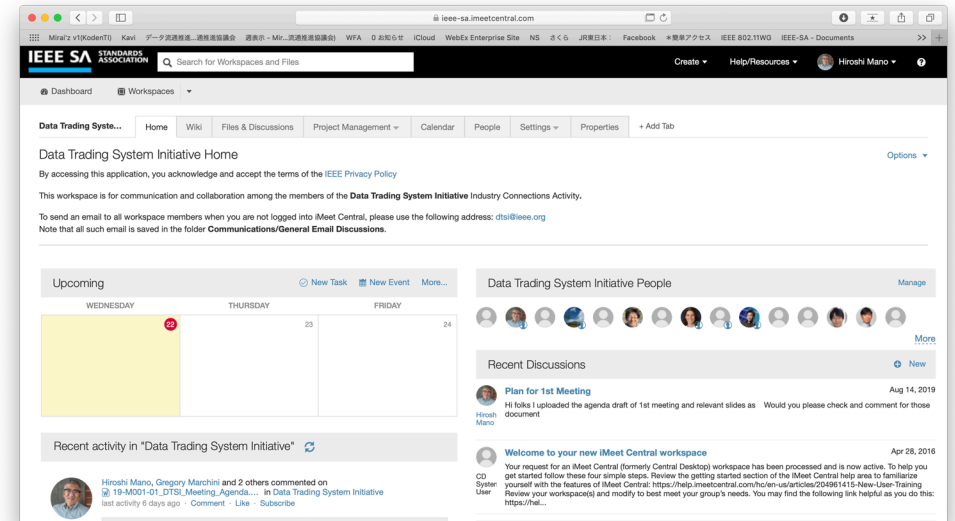 ieee-sa.imeetcentral.com
Mirai'z v1(KodenTI) Kavi データ流通推進...通推進協議会 週表示 - Mir...流通推進協議会) WFA 0 お知らせ iCloud WebEx Enterprise Site NS さくら JR東日本： Facebook *簡単アクセス IEEE 802.11WG IEEE-SA - Documents >> +
IEEE SA STANDARDS ASSOCIATION Search for Workspaces and Files Create Help/Resources Hiroshi Mano ?
Dashboard Workspaces
Data Trading Syste... Home Wiki Files & Discussions Project Management Calendar People Settings Properties + Add Tab
Data Trading System Initiative Home Options
By accessing this application, you acknowledge and accept the terms of the IEEE Privacy Policy
This workspace is for communication and collaboration among the members of the Data Trading System Initiative Industry Connections Activity.
To send an email to all workspace members when you are not logged into iMeet Central, please use the following address: dtsi@ieee.org
Note that all such email is saved in the folder Communications/General Email Discussions.
Upcoming New Task New Event More...
WEDNESDAY THURSDAY FRIDAY
22 23 24
Recent activity in "Data Trading System Initiative"
Hiroshi Mano, Gregory Marchini and 2 others commented on
19-M001-01_DTSI_Meeting_Agenda.... in Data Trading System Initiative
last activity 6 days ago · Comment · Like · Subscribe
Data Trading System Initiative People Manage
More
Recent Discussions New
Plan for 1st Meeting Aug 14, 2019
Hi folks I uploaded the agenda draft of 1st meeting and relevant slides as Would you please check and comment for those
document
Hirosh
Mano
Welcome to your new iMeet Central workspace Apr 28, 2016
Your request for an iMeet Central (formerly Central Desktop) workspace has been processed and is now active. To help you
get started follow these four simple steps. Review the getting started section of the IMeet Central help area to familiarize
yourself with the features of IMeet Central: https://help.imeetcentral.com/hc/en-us/articles/204961415-New-User-Training
Review your workspace(s) and modify to best meet your group's needs. You may find the following link helpful as you do this:
https://hel...
CD
System
User